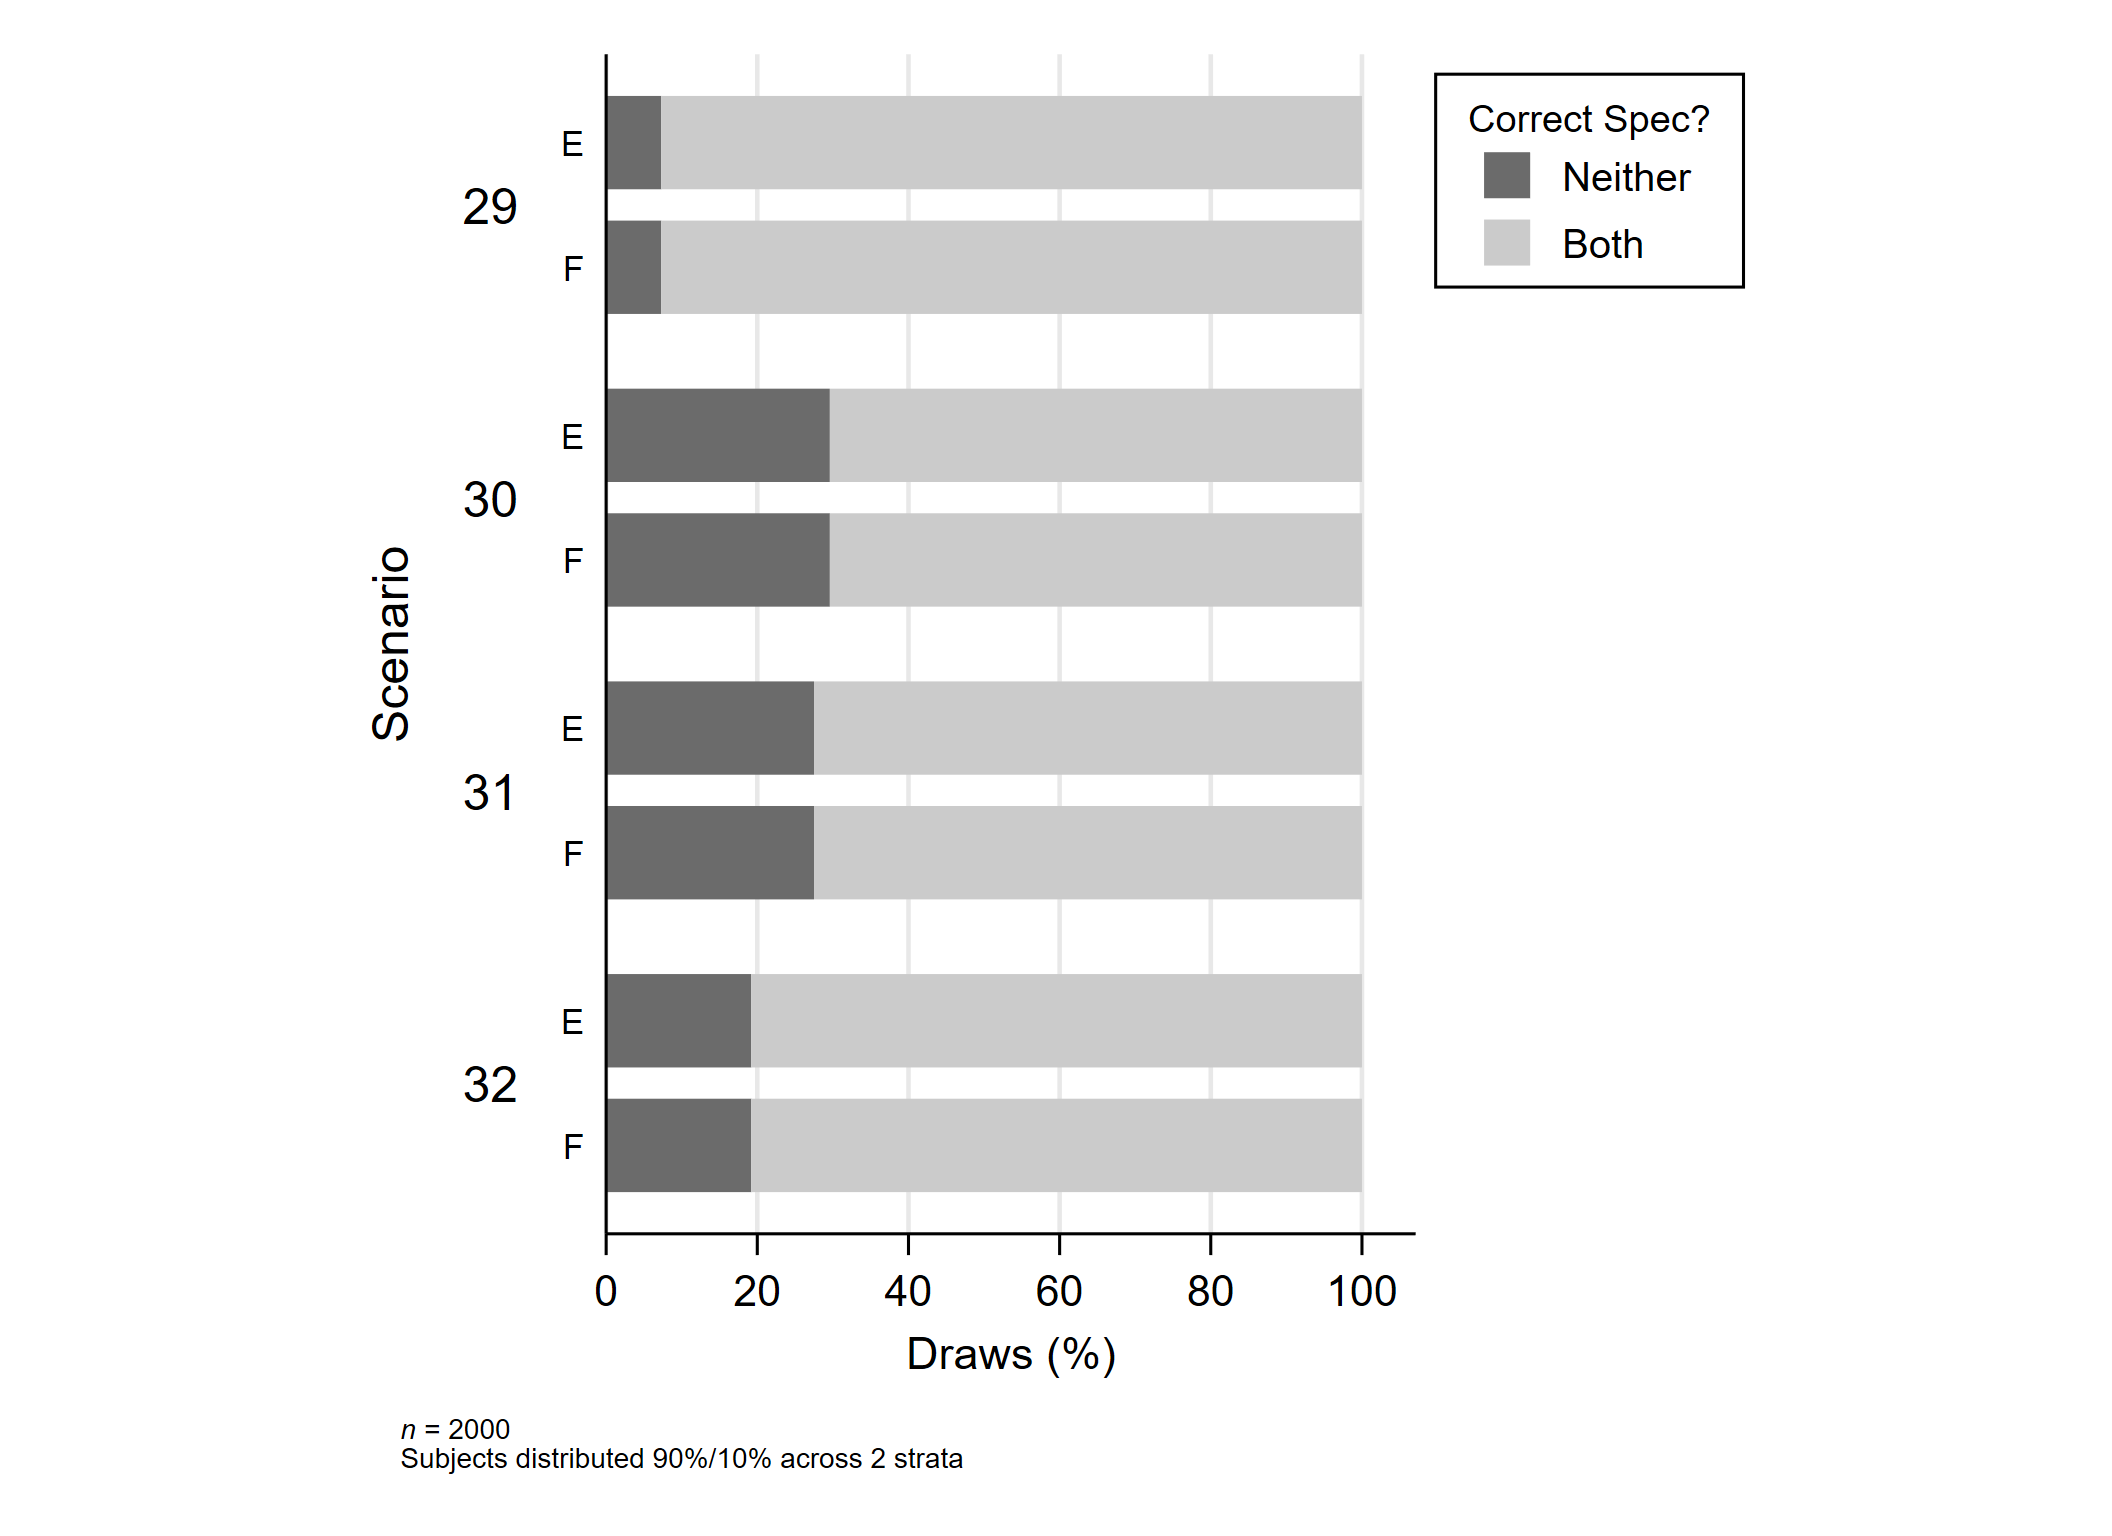 Correct Spec?
Neither
Both
Scenario
29
E
F
30
E
F
31
E
F
32
E
F
0 20 40 60 80 100
Draws (%)
n = 2000
Subjects distributed 90%/10% across 2 strata